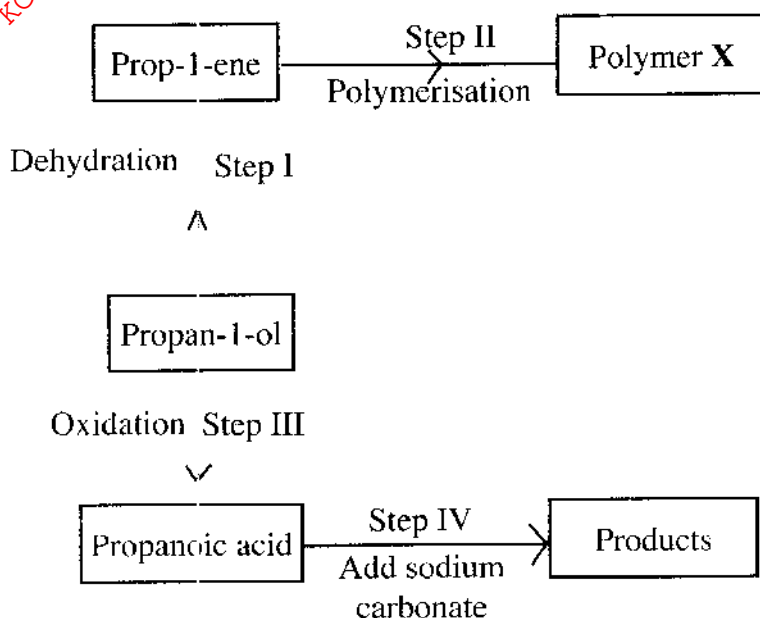 Step II
Prop-1-ene
Polymer X
Polymerisation
Dehydration Step I
Propan-1-ol
Oxidation Step III
Step IV
Propanoic acid
Products
Add sodium
carbonate